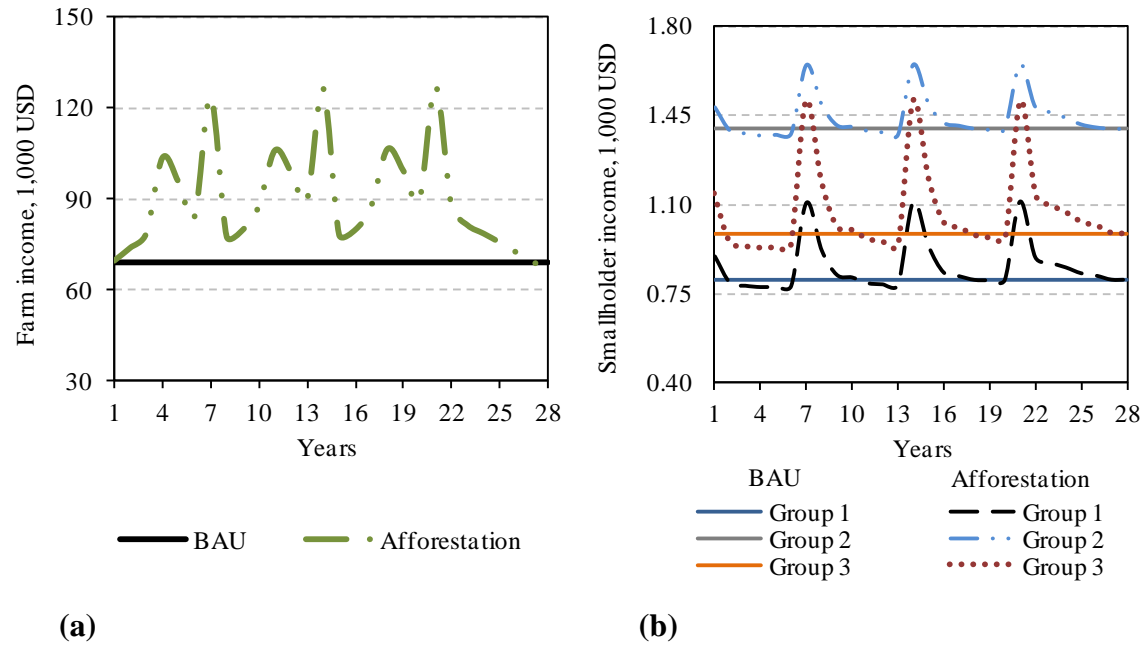 Farm income, 1,000 USD
150
120
90
60
30
1 4 7 10 13 16 19 22 25 28
Years
BAU
Afforestation
(a)
Smallholder income, 1,000 USD
1.80
1.45
1.10
0.75
0.40
1 4 7 10 13 16 19 22 25 28
Years
BAU Afforestation
Group 1 Group 1
Group 2 Group 2
Group 3 Group 3
(b)